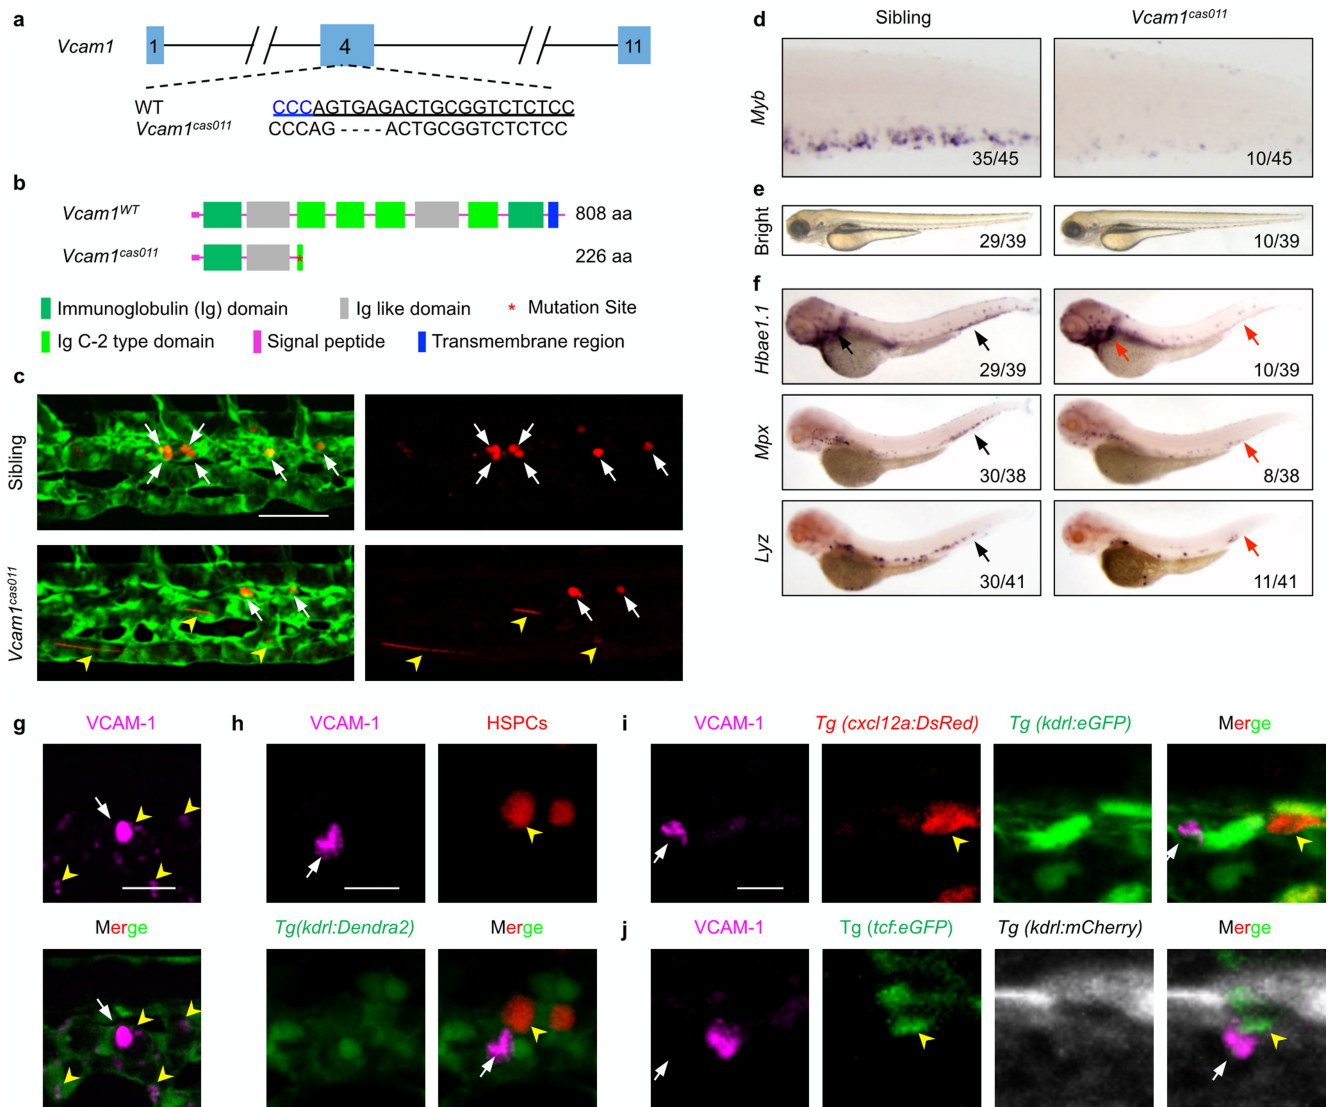 a
Vcam1
1
4
11
WT
CCCAGTGAGACTGCGGTCTCTCC
Vcam1cas011
CCCAG----ACTGCGGTCTCTCC
b
Vcam1WT
808 aa
Vcam1cas011
226 aa
Immunoglobulin (Ig) domain
Ig like domain
* Mutation Site
Ig C-2 type domain
Signal peptide
Transmembrane region
c
Sibling
Vcam1cas011
d
Sibling
Vcam1cas011
Myb
35/45
10/45
e
Bright
29/39
10/39
f
Hbae1.1
29/39
10/39
Mpx
30/38
8/38
Lyz
30/41
11/41
g
VCAM-1
Merge
h
VCAM-1
HSPCs
Tg(kdrl:Dendra2)
Merge
i
VCAM-1
Tg (cxcl12a:DsRed)
Tg (kdrl:eGFP)
Merge
j
VCAM-1
Tg (tcf:eGFP)
Tg (kdrl:mCherry)
Merge